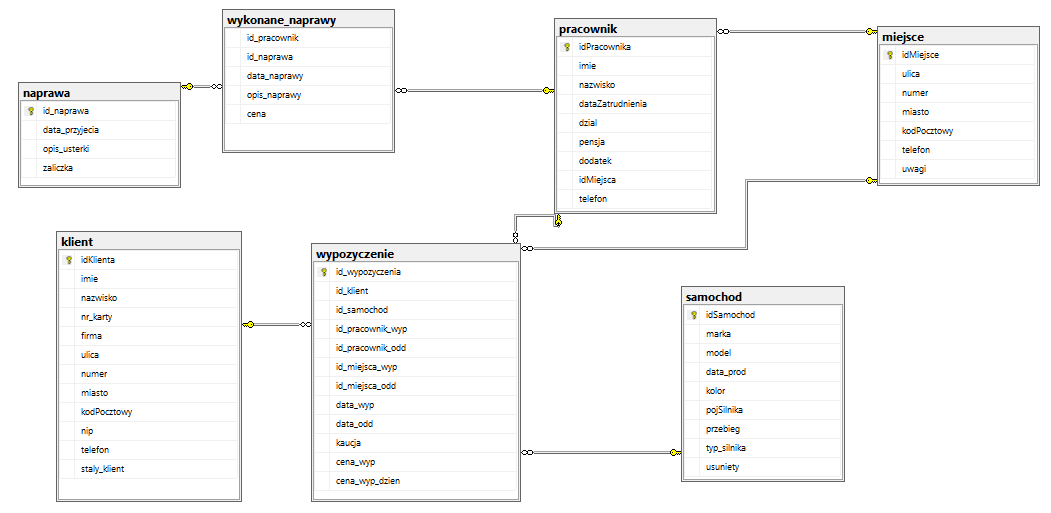 wykonane_naprawy
id_pracownik
id_naprawa
data_naprawy
opis_naprawy
cena
pracownik
idPracownika
imie
nazwisko
dataZatrudnienia
dzial
pensja
dodatek
idMiejsca
telefon
miejsce
idMiejsce
ulica
numer
miasto
kodPocztowy
telefon
uwagi
naprawa
id_naprawa
data_przyjecia
opis_usterki
zaliczka
klient
idKlienta
imie
nazwisko
nr_karty
firma
ulica
numer
miasto
kodPocztowy
nip
telefon
staly_klient
wypozyczenie
id_wypozyczenia
id_klient
id_samochod
id_pracownik_wyp
id_pracownik_odd
id_miejsca_wyp
id_miejsca_odd
data_wyp
data_odd
kaucja
cena_wyp
cena_wyp_dzien
samochod
idSamochod
marka
model
data_prod
kolor
pojSilnika
przebieg
typ_silnika
usuniety